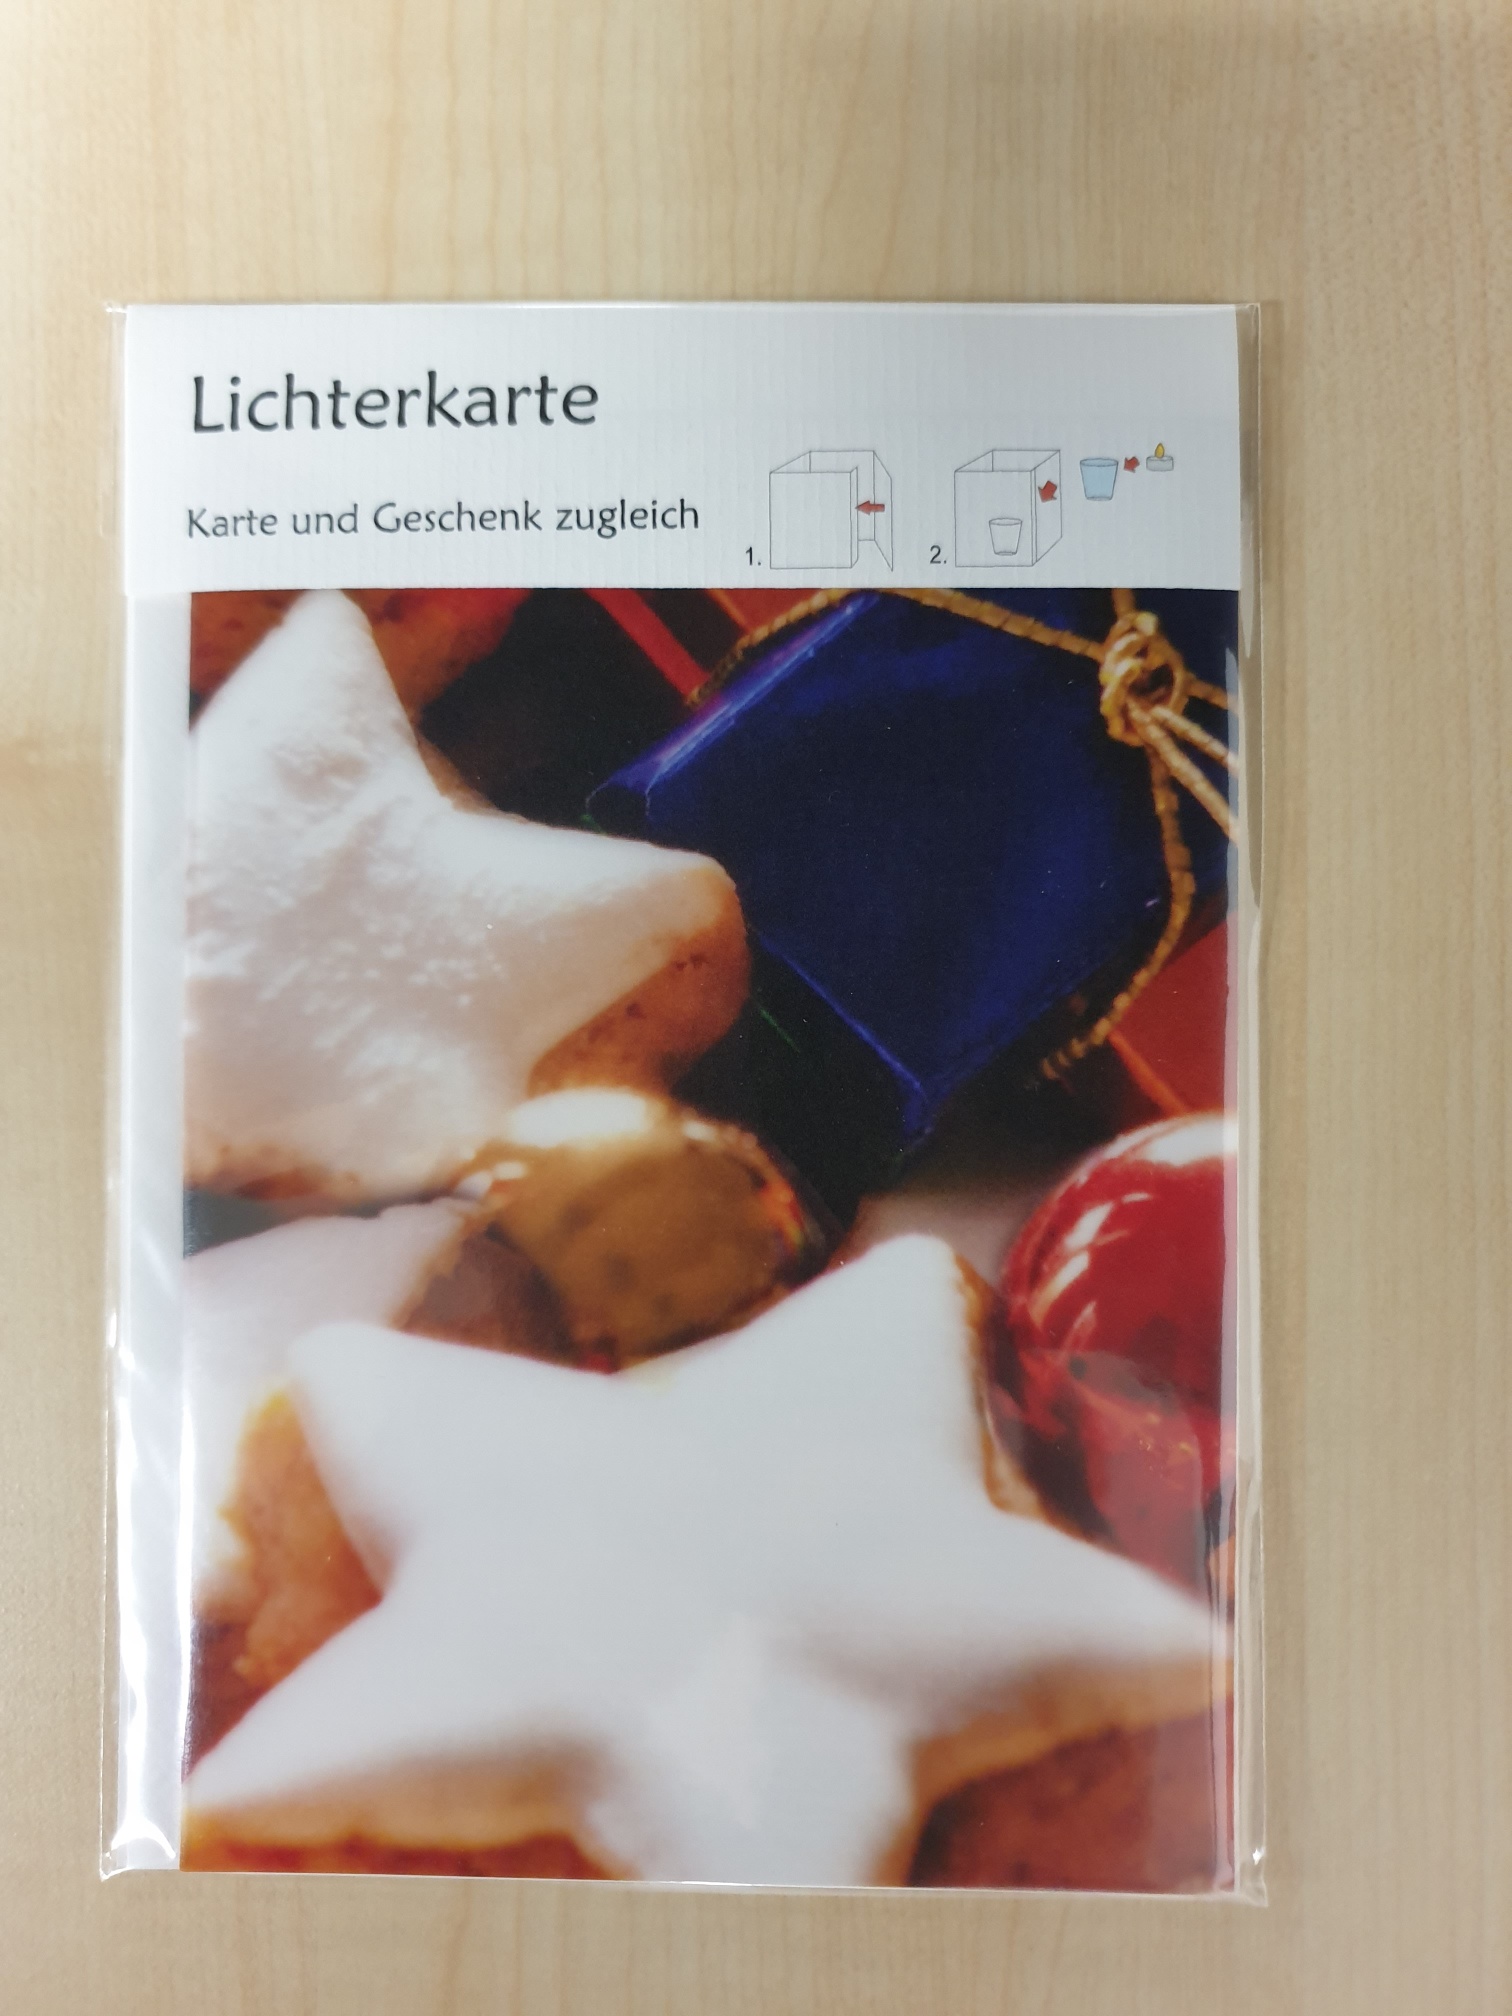 Lichterkarte
Karte und Geschenk zugleich
1.
2.